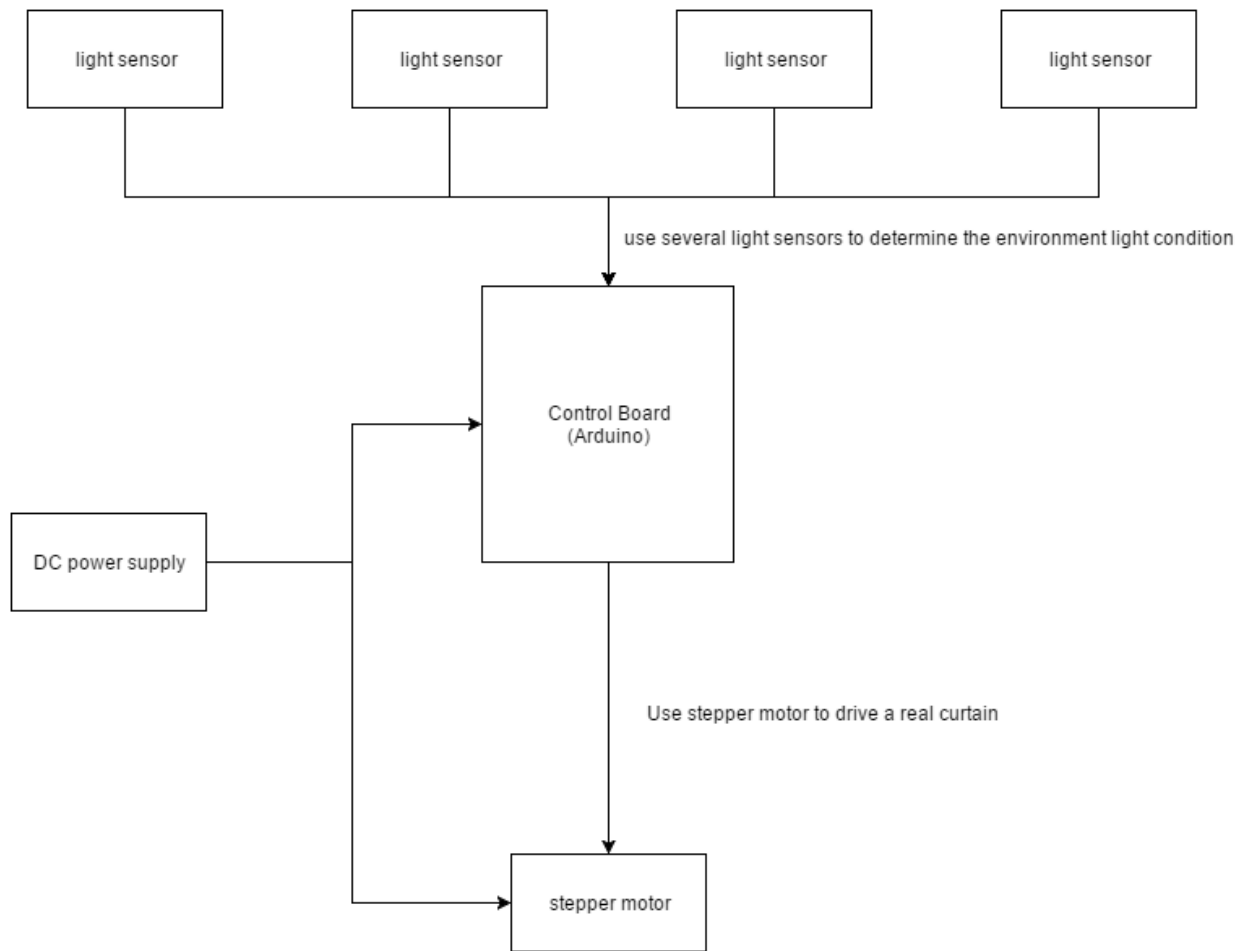 light sensor
light sensor
light sensor
light sensor
use several light sensors to determine the environment light condition
Control Board
(Arduino)
DC power supply
Use stepper motor to drive a real curtain
stepper motor